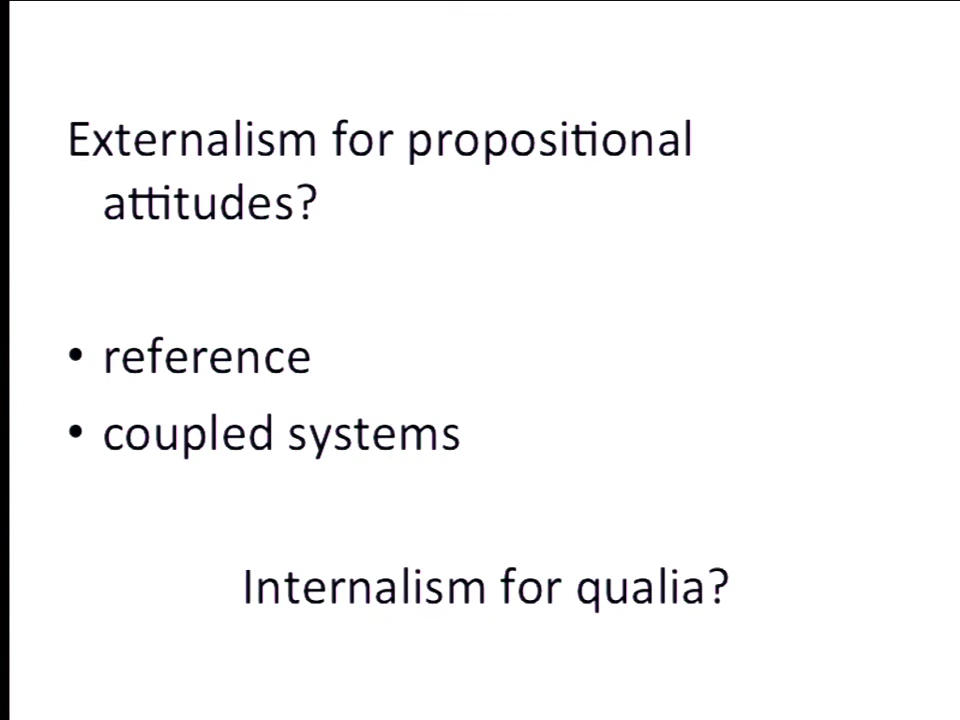 Externalism for propositional
attitudes?
• reference
• coupled systems
Internalism for qualia?